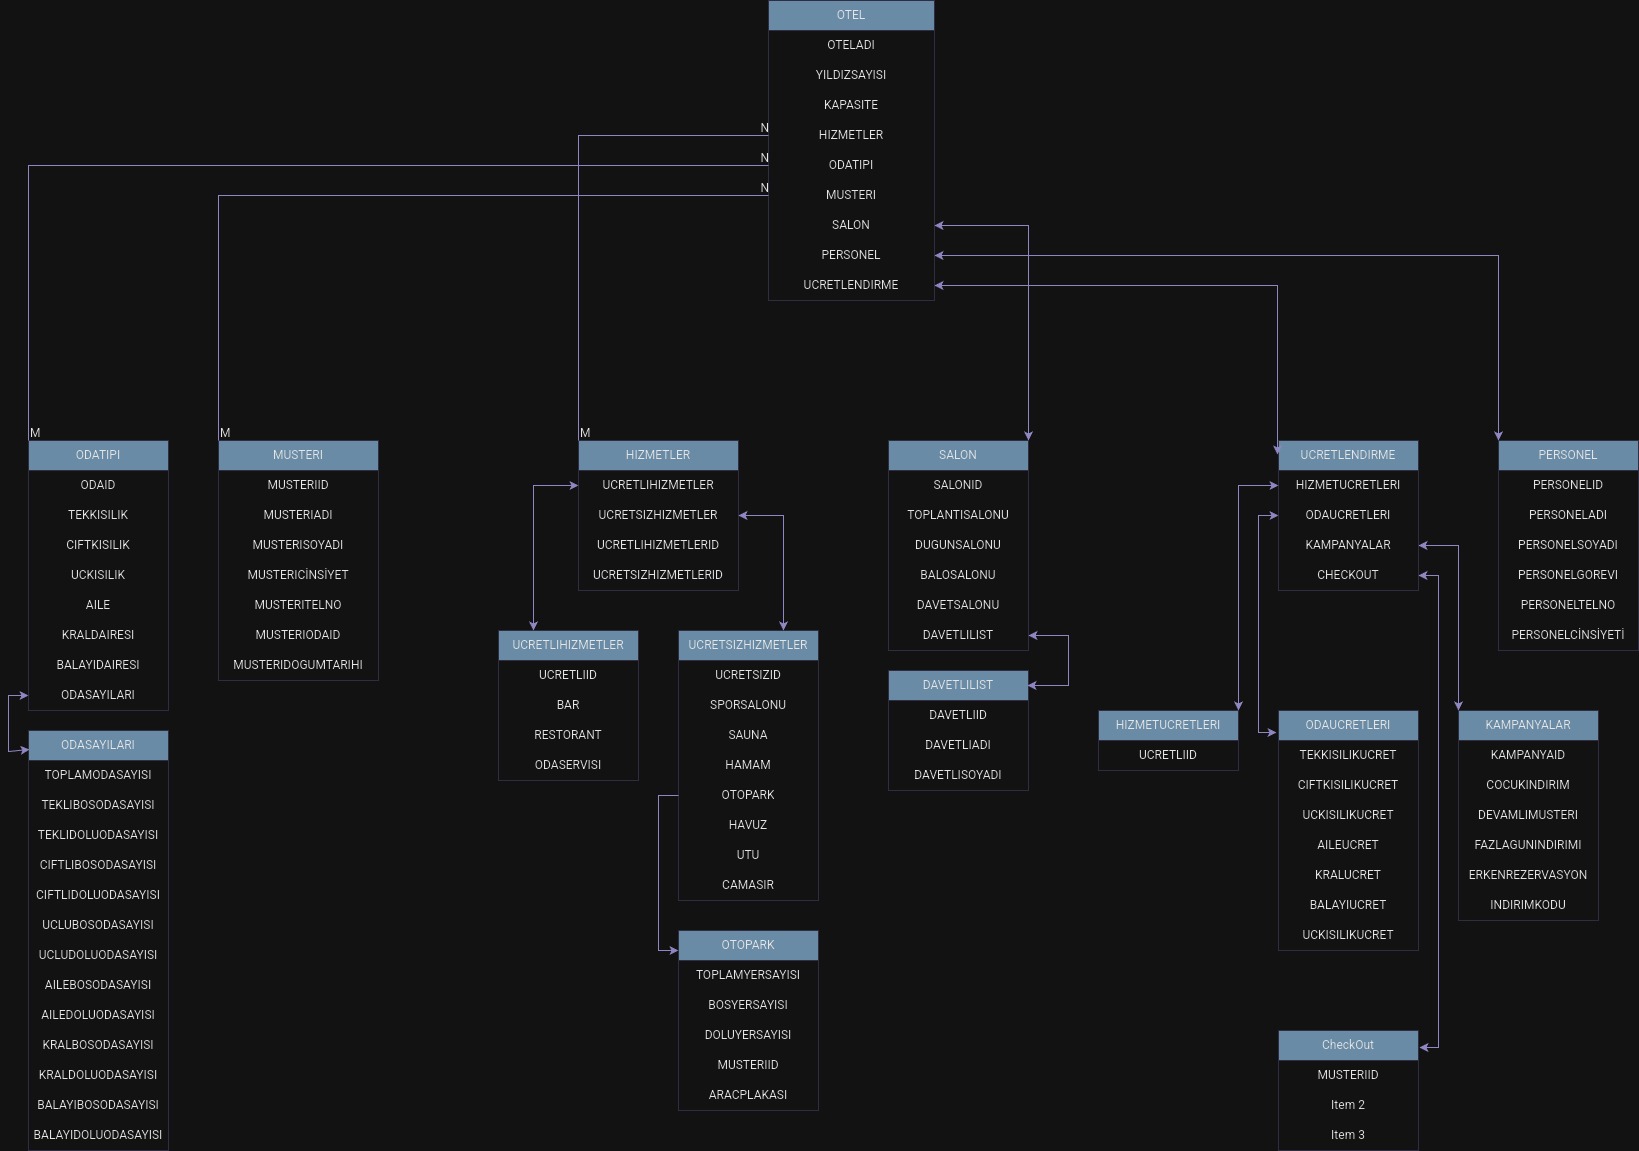 OTEL
OTELADI
YILDIZSAYISI
KAPASITE
HIZMETLER
ODATIPI
MUSTERI
SALON
PERSONEL
UCRETLENDIRME
N
N
N
M
M
M
ODATIPI
ODAID
TEKKISILIK
CIFTKISILIK
UCKISILIK
AILE
KRALDAIRESI
BALAYIDAIRESI
ODASAYILARI
ODASAYILARI
TOPLAMODASAYISI
TEKLIBOSODASAYISI
TEKLIDOLUODASAYISI
CIFTLIBOSODASAYISI
CIFTLIDOLUODASAYISI
UCLUBOSODASAYISI
UCLUDOLUODASAYISI
AILEBOSODASAYISI
AILEDOLUODASAYISI
KRALBOSODASAYISI
KRALDOLUODASAYISI
BALAYIBOSODASAYISI
BALAYIDOLUODASAYISI
MUSTERI
MUSTERIID
MUSTERIADI
MUSTERISOYADI
MUSTERICİNSİYET
MUSTERITELNO
MUSTERIODAID
MUSTERIDOGUMTARIHI
HIZMETLER
UCRETLIHIZMETLER
UCRETSIZHIZMETLER
UCRETLIHIZMETLERID
UCRETSIZHIZMETLERID
UCRETLIHIZMETLER
UCRETLIID
BAR
RESTORANT
ODASERVISI
UCRETSIZHIZMETLER
UCRETSIZID
SPORSALONU
SAUNA
HAMAM
OTOPARK
HAVUZ
UTU
CAMASIR
OTOPARK
TOPLAMYERSAYISI
BOSYERSAYISI
DOLUYERSAYISI
MUSTERIID
ARACPLAKASI
SALON
SALONID
TOPLANTISALONU
DUGUNSALONU
BALOSALONU
DAVETSALONU
DAVETLILIST
DAVETLILIST
DAVETLIID
DAVETLIADI
DAVETLISOYADI
UCRETLENDIRME
HIZMETUCRETLERI
ODAUCRETLERI
KAMPANYALAR
CHECKOUT
HIZMETUCRETLERI
UCRETLIID
ODAUCRETLERI
TEKKISILIKUCRET
CIFTKISILIKUCRET
UCKISILIKUCRET
AILEUCRET
KRALUCRET
BALAYIUCRET
UCKISILIKUCRET
KAMPANYALAR
KAMPANYAID
COCUKINDIRIM
DEVAMLIMUSTERI
FAZLAGUNINDIRIMI
ERKENREZERVASYON
INDIRIMKODU
CheckOut
MUSTERIID
Item 2
Item 3
PERSONEL
PERSONELID
PERSONELADI
PERSONELSOYADI
PERSONELGOREVI
PERSONELTELNO
PERSONELCİNSİYETİ